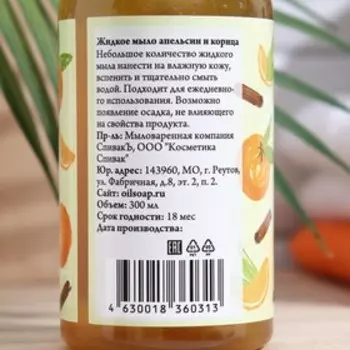 Жидкое мыло апельсин и корица
Небольшое количество жидкого
мыла нанести на влажную кожу,
вспенить и тщательно смыть
водой. Подходит для ежедневно-
го использования. Возможно
появление осадка, не влияющего
на свойства продукта.
Пр-ль: Мыловаренная компания
СпивакЪ, ООО "Косметика
Спивак"
Юр. адрес: 143960, МО, г. Реутов,
ул. Фабричная, д.8, эт. 2, п. 2.
Сайт: oilsoap.ru
Объем: 300 мл
Срок годности: 18 мес
Дата производства:
EAC
4 630018 360313